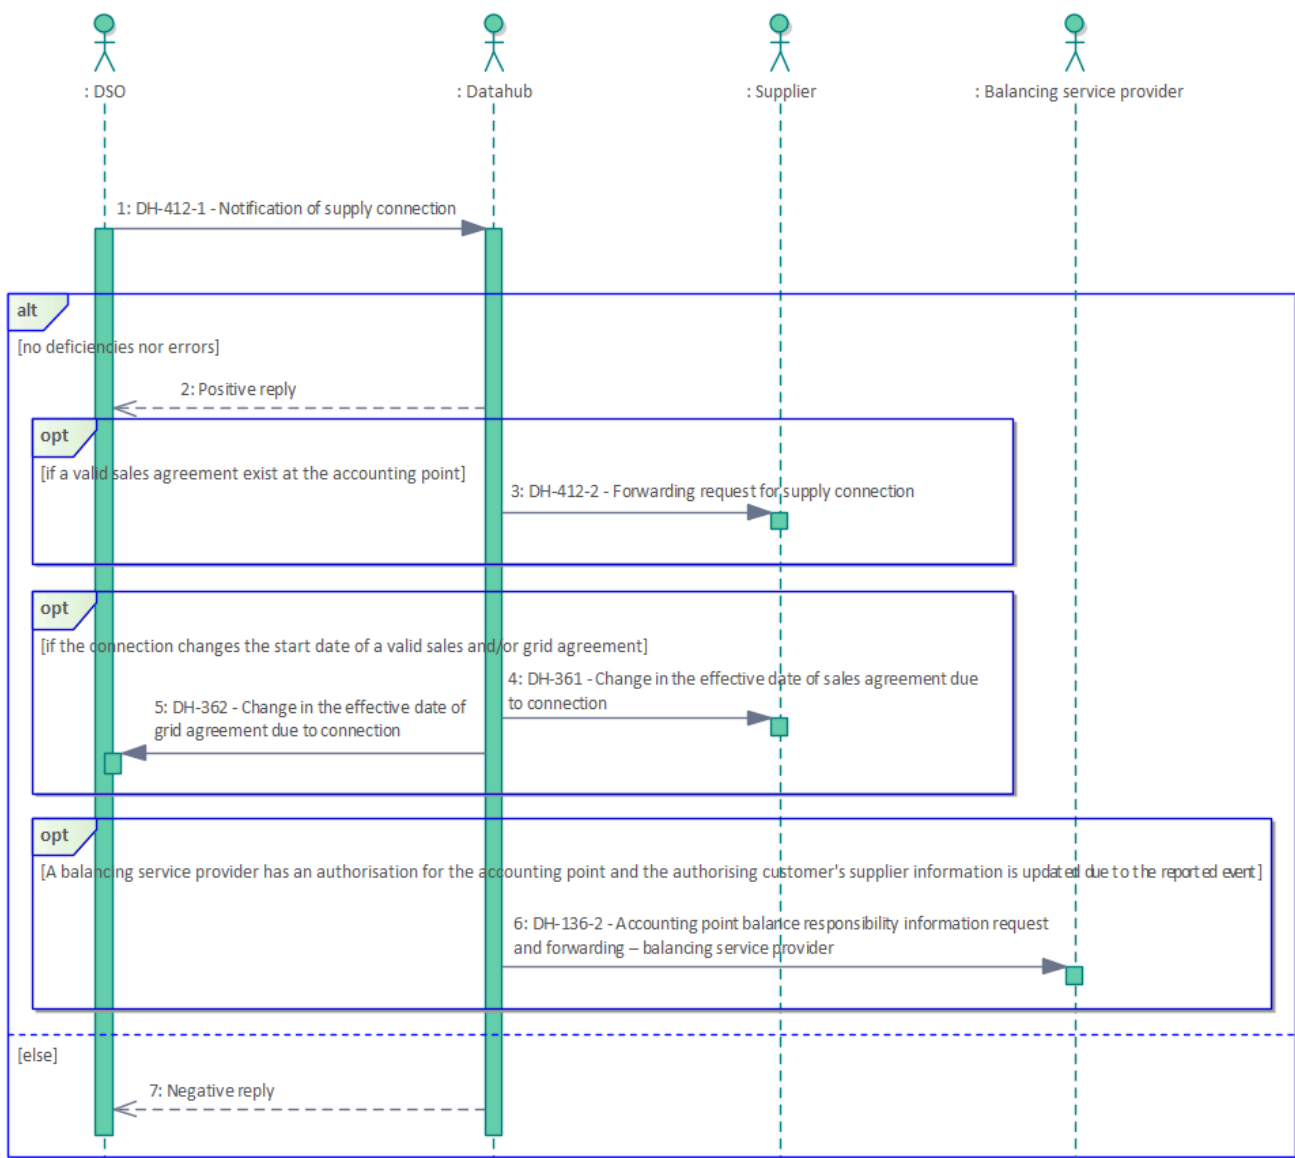 : DSO
: Datahub
: Supplier
: Balancing service provider
1: DH-412-1 - Notification of supply connection
alt
[no deficiencies nor errors]
2: Positive reply
opt
[if a valid sales agreement exist at the accounting point]
3: DH-412-2 - Forwarding request for supply connection
opt
[if the connection changes the start date of a valid sales and/or grid agreement]
4: DH-361 - Change in the effective date of sales agreement due
to connection
5: DH-362 - Change in the effective date of
grid agreement due to connection
opt
[A balancing service provider has an authorisation for the accounting point and the authorising customer's supplier information is updated due to the reported event]
6: DH-136-2 - Accounting point balance responsibility information request
and forwarding – balancing service provider
[else]
7: Negative reply